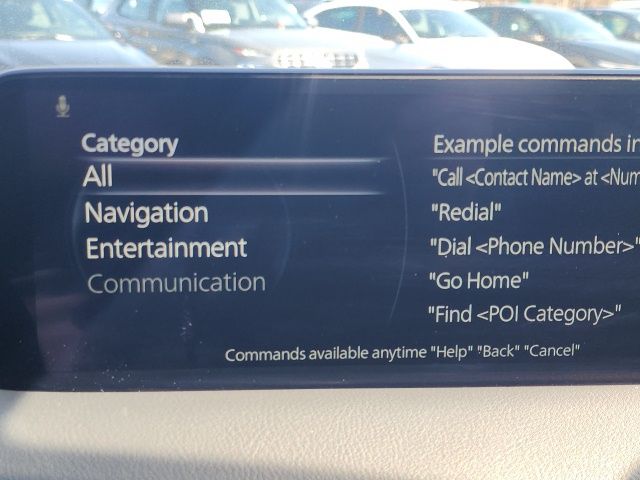 Category
All
Navigation
Entertainment
Communication
Example commands in
"Call <Contact Name> at <Num
"Redial"
"Dial <Phone Number>"
"Go Home"
"Find <POI Category>"
Commands available anytime "Help" "Back" "Cancel"